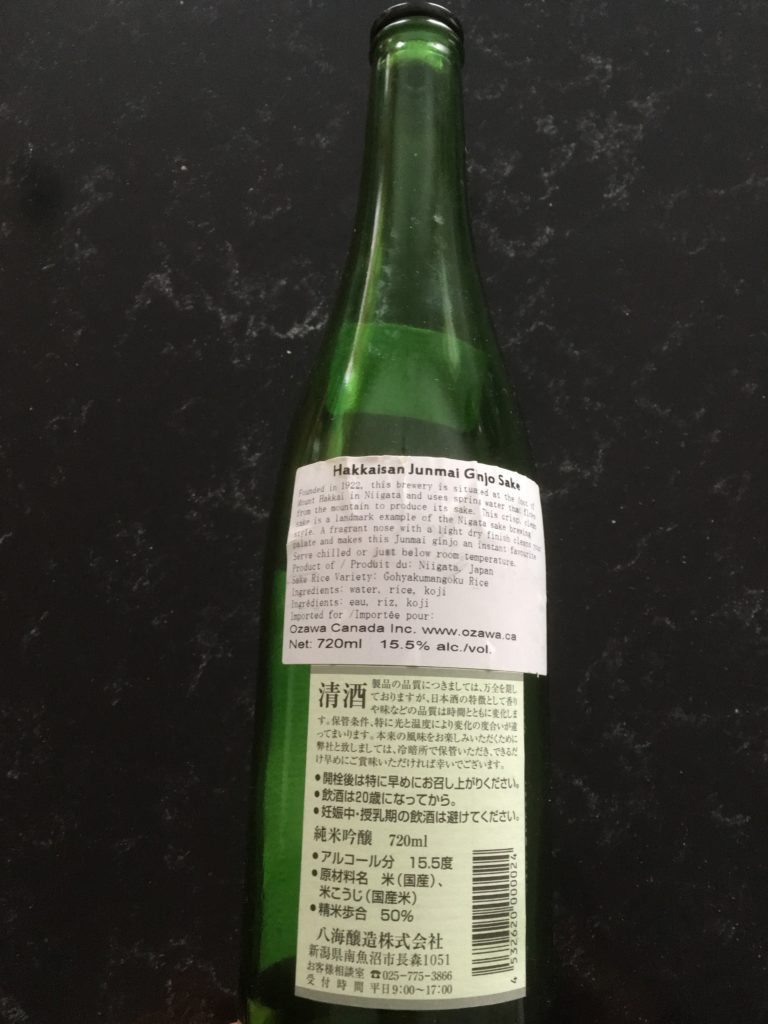 Hakkaisan Junmai Ginjo Sake
Founded in 1922, this brewery is situated at the foot of
Mount Hakkai in Niigata and uses spring water that flows
from the mountain to produce its sake. This crisp, clean
sake is a landmark example of the Nigata sake brewing
style. A fragrant nose with a light dry finish cleans your
palate and makes this Junmai ginjo an instant favourite
Serve chilled or just below room temperature.
Product of / Produit du: Niigata, Japan
Sake Rice Variety: Gohyakumangoku Rice
Ingredients: water, rice, koji
Ingrédients: eau, riz, koji
Imported for /Importée pour:
Ozawa Canada Inc. www.ozawa.ca
Net: 720ml 15.5% alc./vol.
清酒
製品の品質につきましては、万全を期し
ておりますが、日本酒の特徴として香り
や味などの品質は時間とともに変化しま
す。保管条件、特に光と温度により変化の度合いが違
ってまいります。本来の風味をお楽しみいただくために
弊社と致しましては、冷暗所で保管いただき、できるだ
け早めにご賞味いただければ幸いでございます。
•開栓後は特に早めにお召し上がりください。
•飲酒は20歳になってから。
•妊娠中・授乳期の飲酒は避けてください。
純米吟醸 720ml
•アルコール分 15.5度
•原材料名 米(国産)、
米こうじ(国産米)
•精米歩合 50%
八海醸造株式会社
新潟県南魚沼市長森1051
お客様相談室 ☎025-775-3866
受付時間 平日9:00~17:00
4 532620 000024